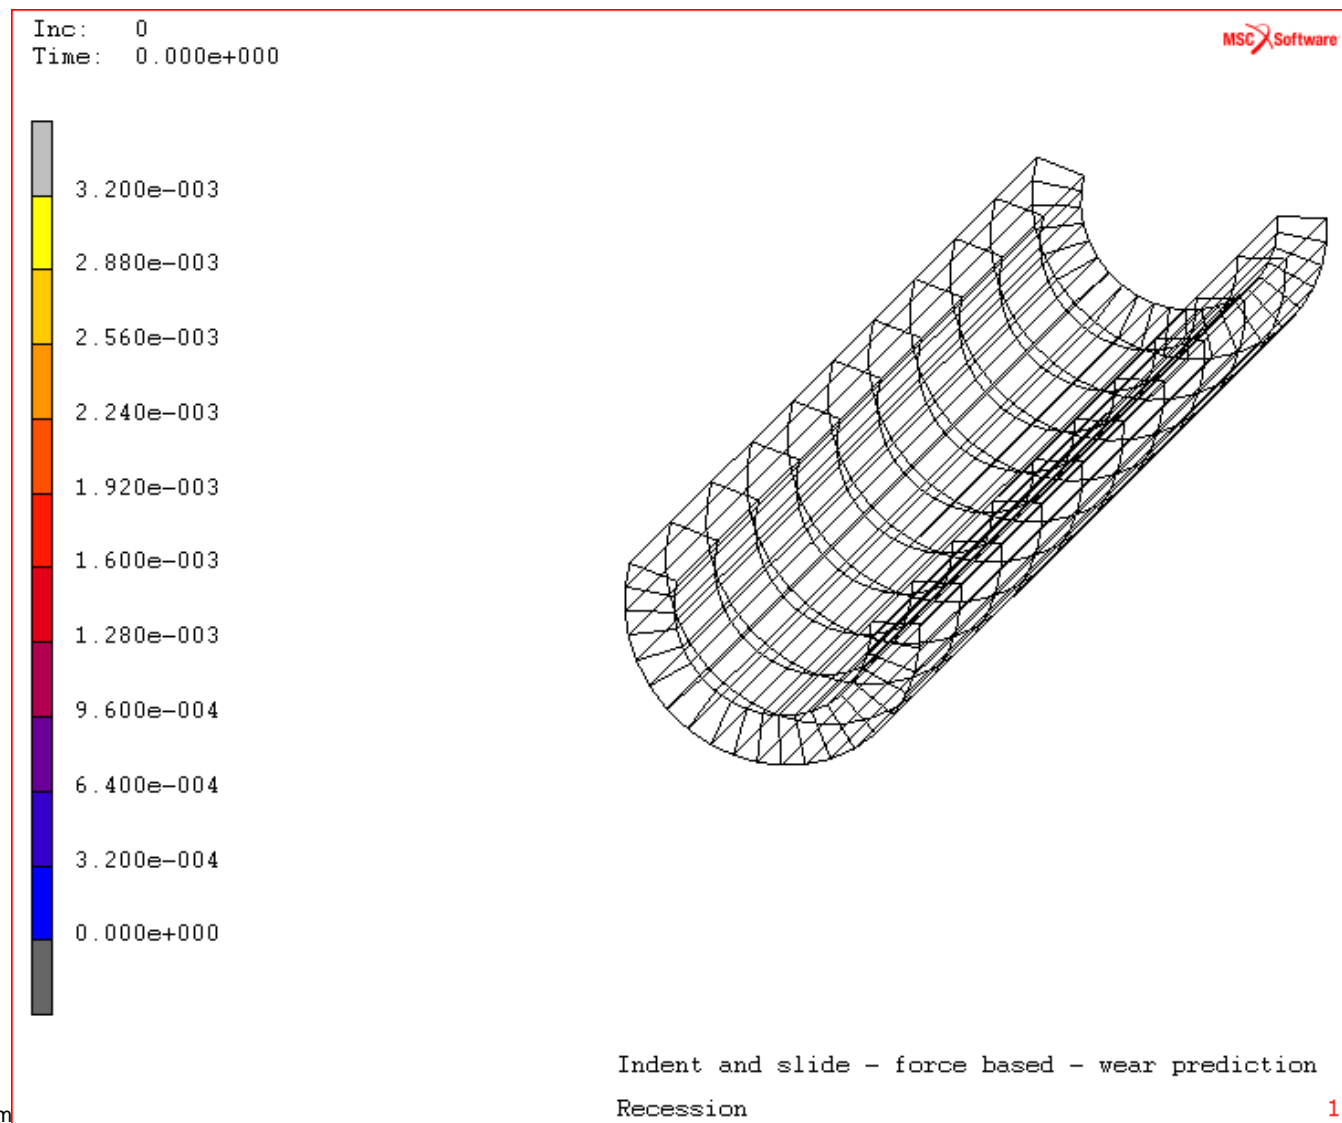 Inc: 0
Time: 0.000e+000
MSC Software
3.200e-003
2.880e-003
2.560e-003
2.240e-003
1.920e-003
1.600e-003
1.280e-003
9.600e-004
6.400e-004
3.200e-004
0.000e+000
Indent and slide - force based - wear prediction
Recession
1
m